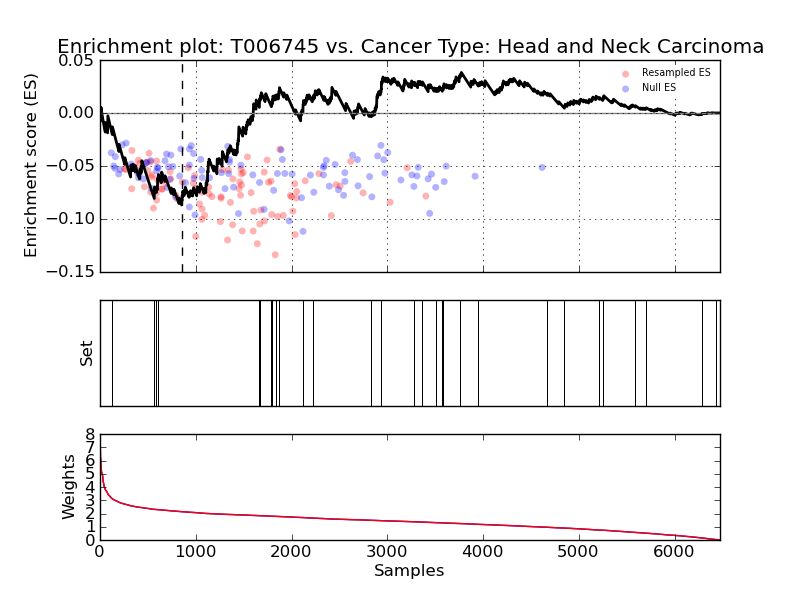 Enrichment plot: T006745 vs. Cancer Type: Head and Neck Carcinoma
0.05
0.00
−0.05
−0.10
−0.15
Enrichment score (ES)
Resampled ES
Null ES
Set
8
7
6
5
4
3
2
1
0
Weights
0 1000 2000 3000 4000 5000 6000
Samples